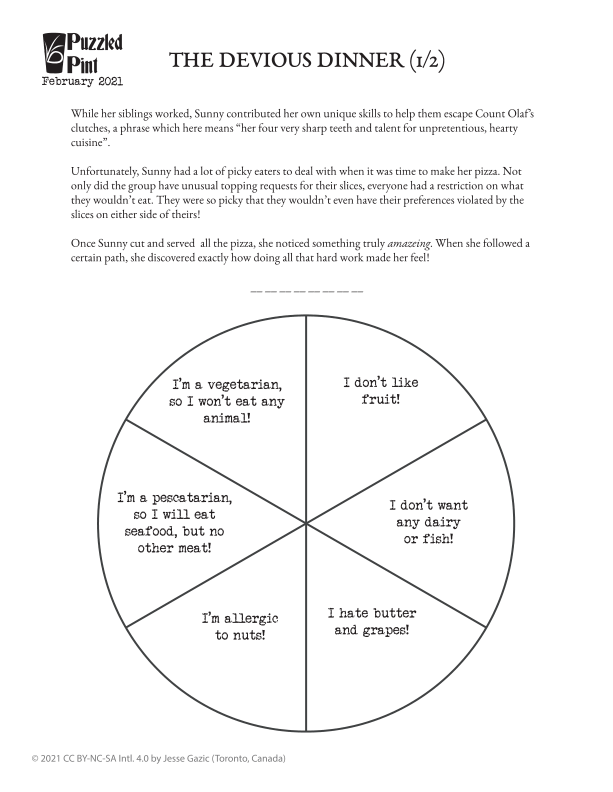 Puzzled
Pint
February 2021
THE DEVIOUS DINNER (1/2)
While her siblings worked, Sunny contributed her own unique skills to help them escape Count Olaf’s
clutches, a phrase which here means “her four very sharp teeth and talent for unpretentious, hearty
cuisine”.
Unfortunately, Sunny had a lot of picky eaters to deal with when it was time to make her pizza. Not
only did the group have unusual topping requests for their slices, everyone had a restriction on what
they wouldn’t eat. They were so picky that they wouldn’t even have their preferences violated by the
slices on either side of theirs!
Once Sunny cut and served all the pizza, she noticed something truly amazeing. When she followed a
certain path, she discovered exactly how doing all that hard work made her feel!
__ __ __ __ __ __ __ __
I’m a vegetarian,
so I won’t eat any
animal!
I don’t like
fruit!
I’m a pescatarian,
so I will eat
seafood, but no
other meat!
I don’t want
any dairy
or fish!
I’m allergic
to nuts!
I hate butter
and grapes!
© 2021 CC BY-NC-SA Intl. 4.0 by Jesse Gazic (Toronto, Canada)